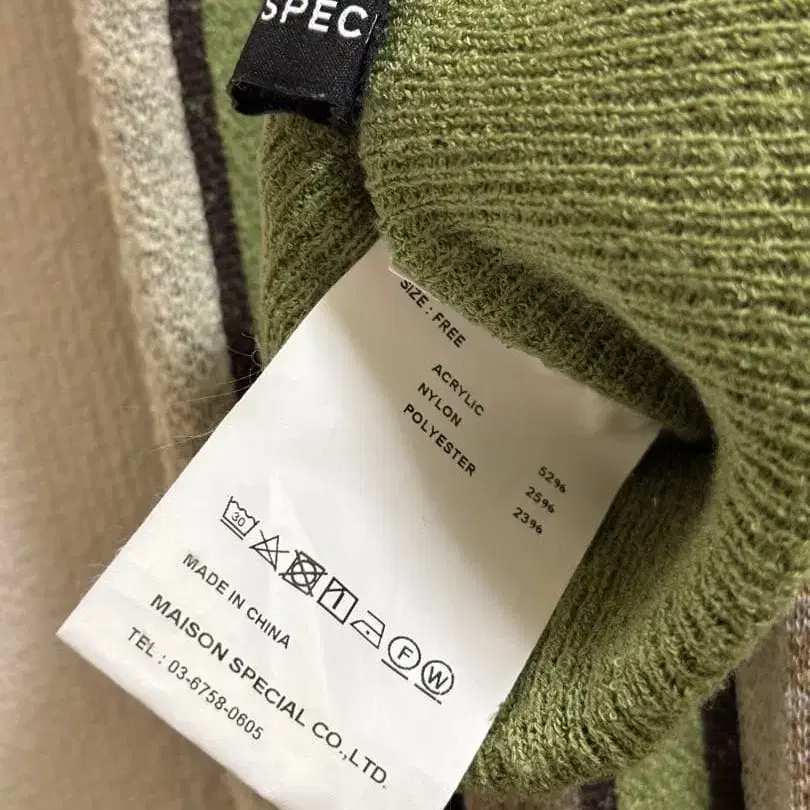 SPEC
SIZE : FREE
ACRYLIC 52%
NYLON 25%
POLYESTER 23%
30 F W
MADE IN CHINA
MAISON SPECIAL CO.,LTD.
TEL : 03-6758-0605